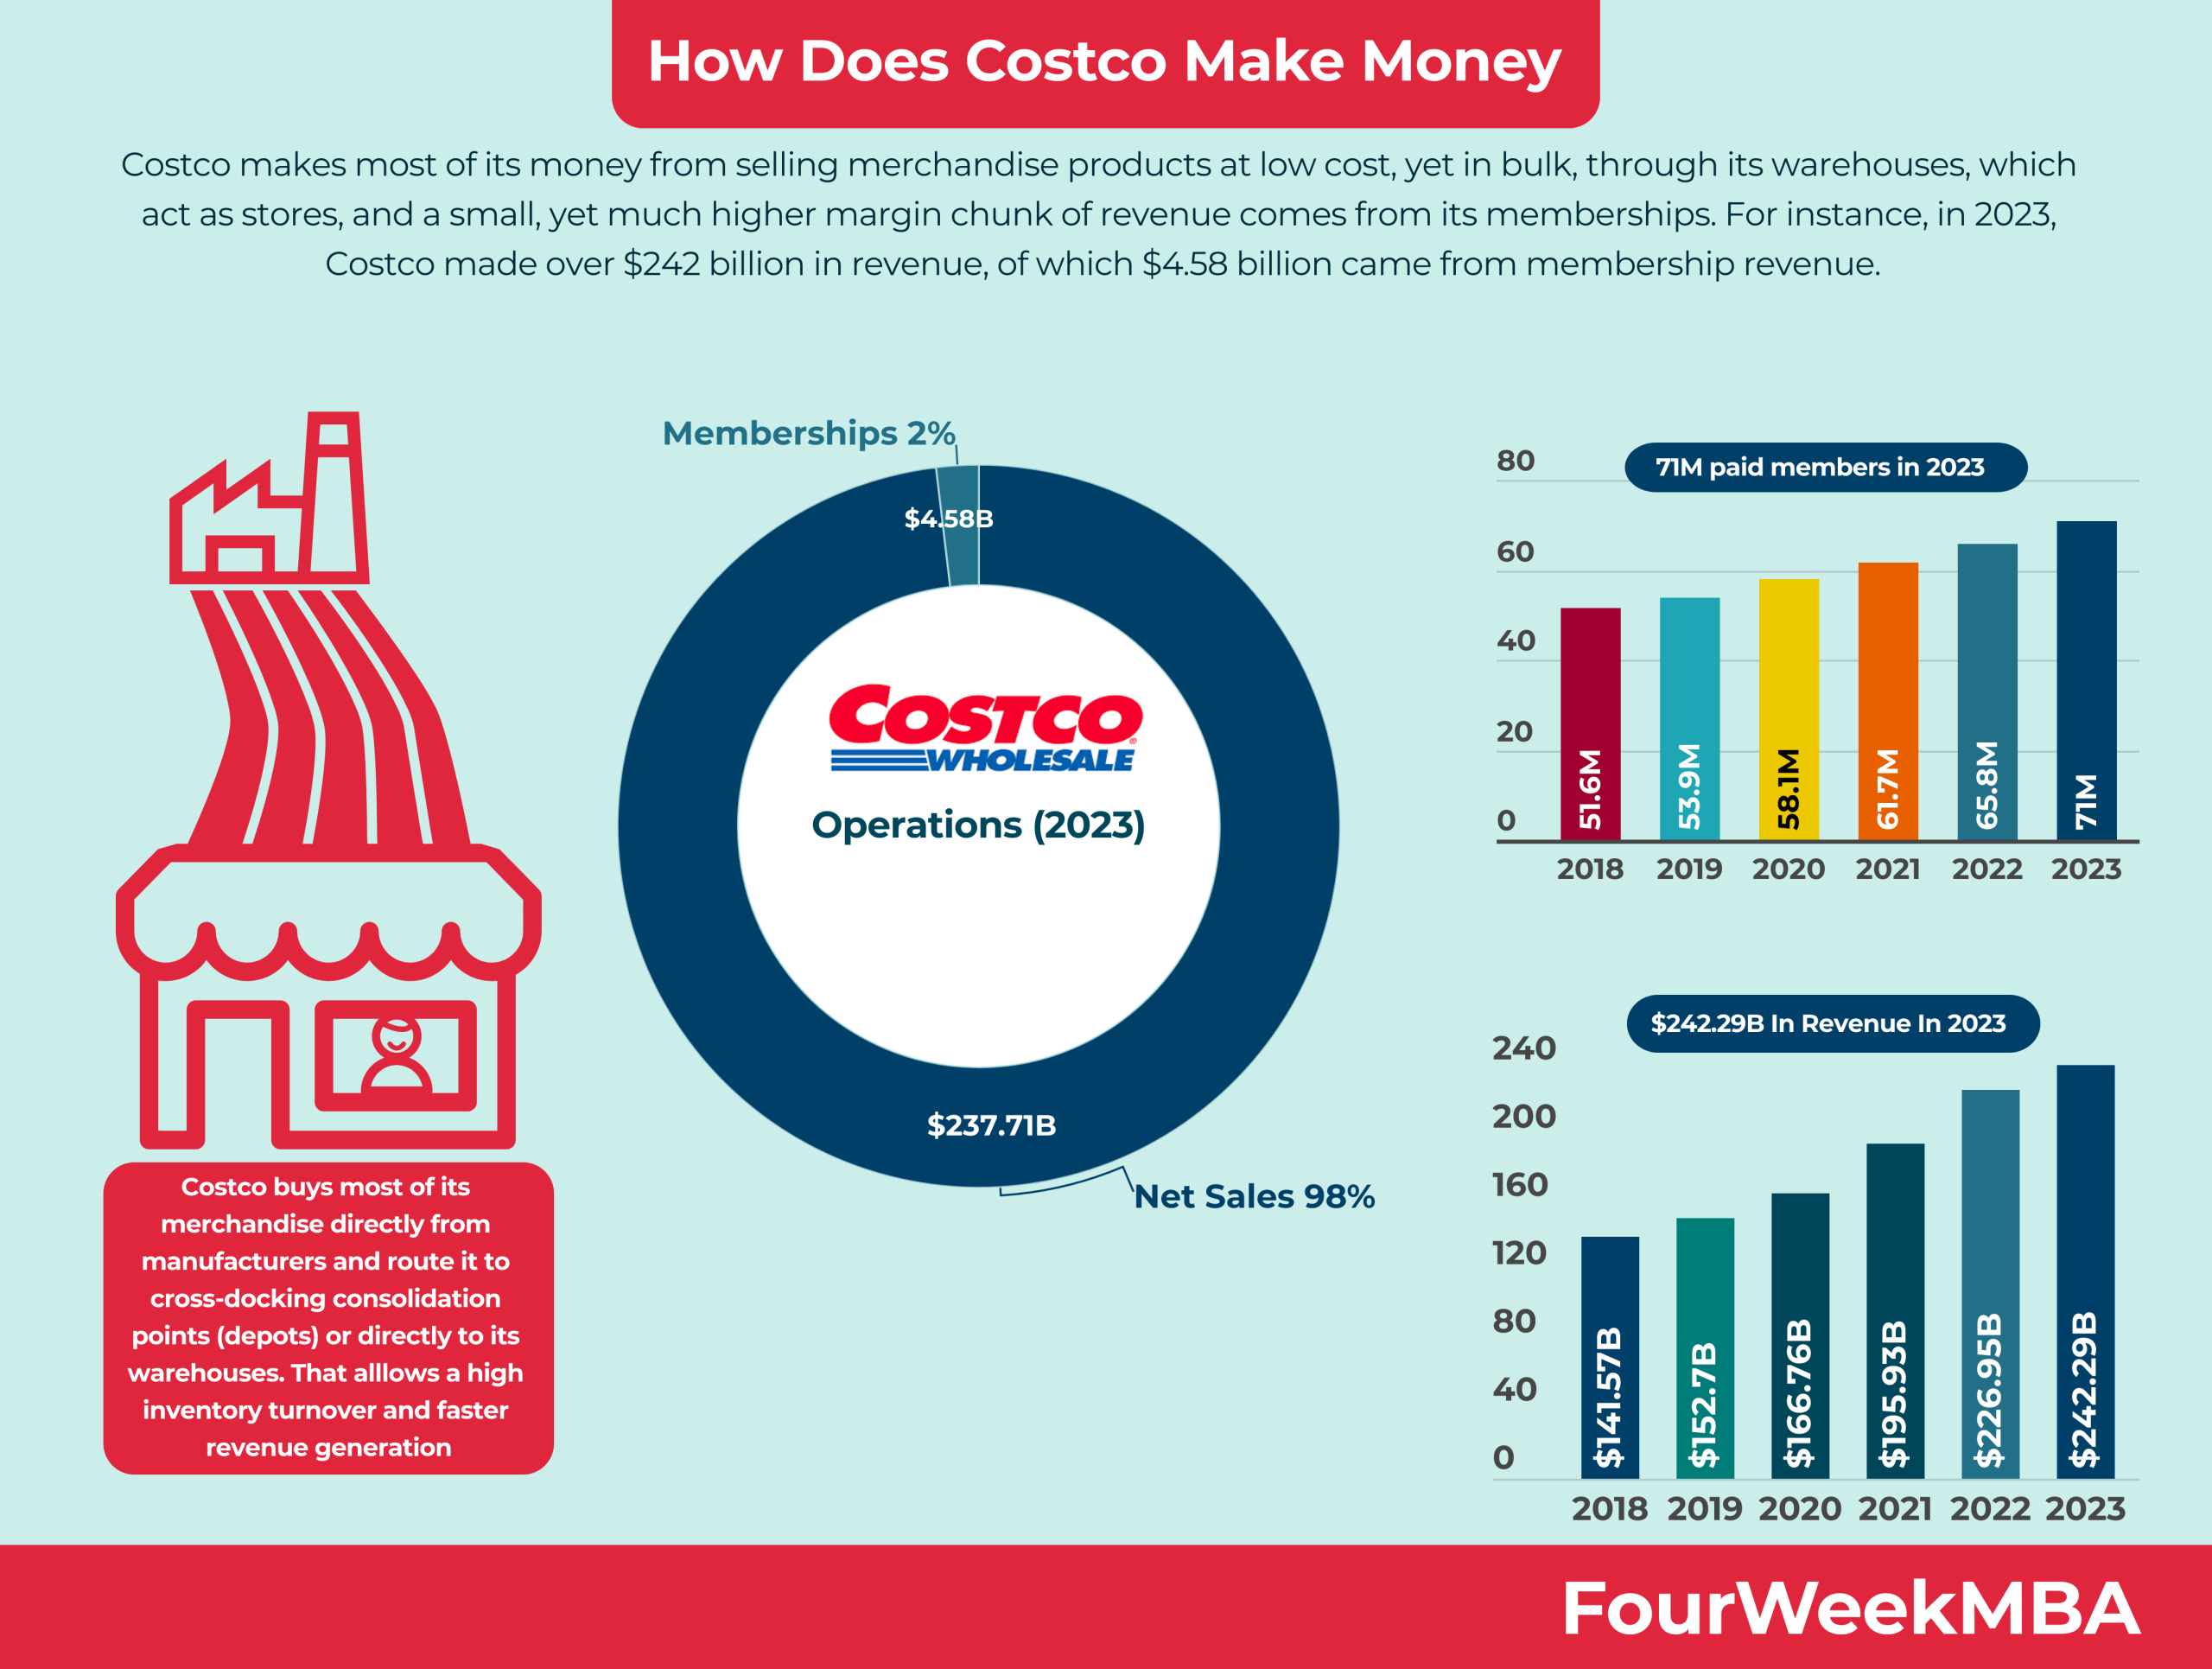 How Does Costco Make Money
Costco makes most of its money from selling merchandise products at low cost, yet in bulk, through its warehouses, which
act as stores, and a small, yet much higher margin chunk of revenue comes from its memberships. For instance, in 2023,
Costco made over $242 billion in revenue, of which $4.58 billion came from membership revenue.
Costco buys most of its
merchandise directly from
manufacturers and route it to
cross-docking consolidation
points (depots) or directly to its
warehouses. That alllows a high
inventory turnover and faster
revenue generation
Memberships 2%
$4.58B
COSTCO
WHOLESALE
Operations (2023)
$237.71B
Net Sales 98%
71M paid members in 2023
80
60
40
20
0
51.6M
53.9M
58.1M
61.7M
65.8M
71M
2018 2019 2020 2021 2022 2023
$242.29B In Revenue In 2023
240
200
160
120
80
40
0
$141.57B
$152.7B
$166.76B
$195.93B
$226.95B
$242.29B
2018 2019 2020 2021 2022 2023
FourWeekMBA